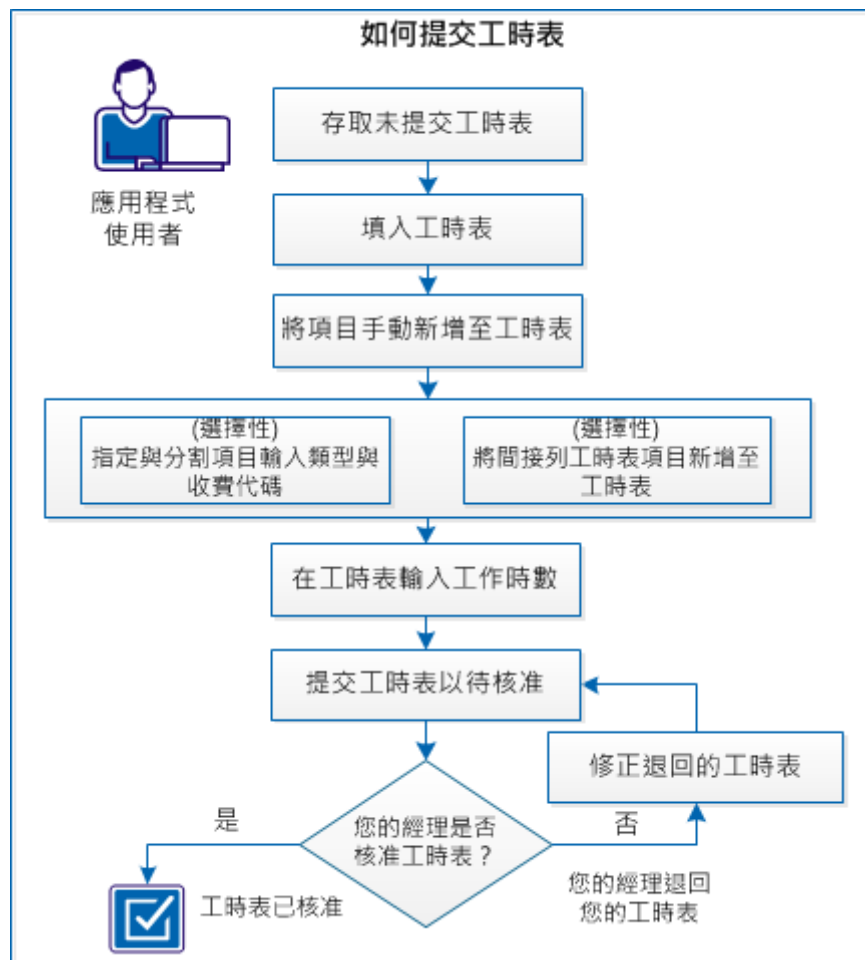 如何提交工時表
應用程式
使用者
存取未提交工時表
填入工時表
將項目手動新增至工時表
(選擇性)
指定與分割項目輸入類型與
收費代碼
(選擇性)
將間接列工時表項目新增至
工時表
在工時表輸入工作時數
提交工時表以待核准
修正退回的工時表
您的經理是否
核准工時表？
是
否
工時表已核准
您的經理退回
您的工時表